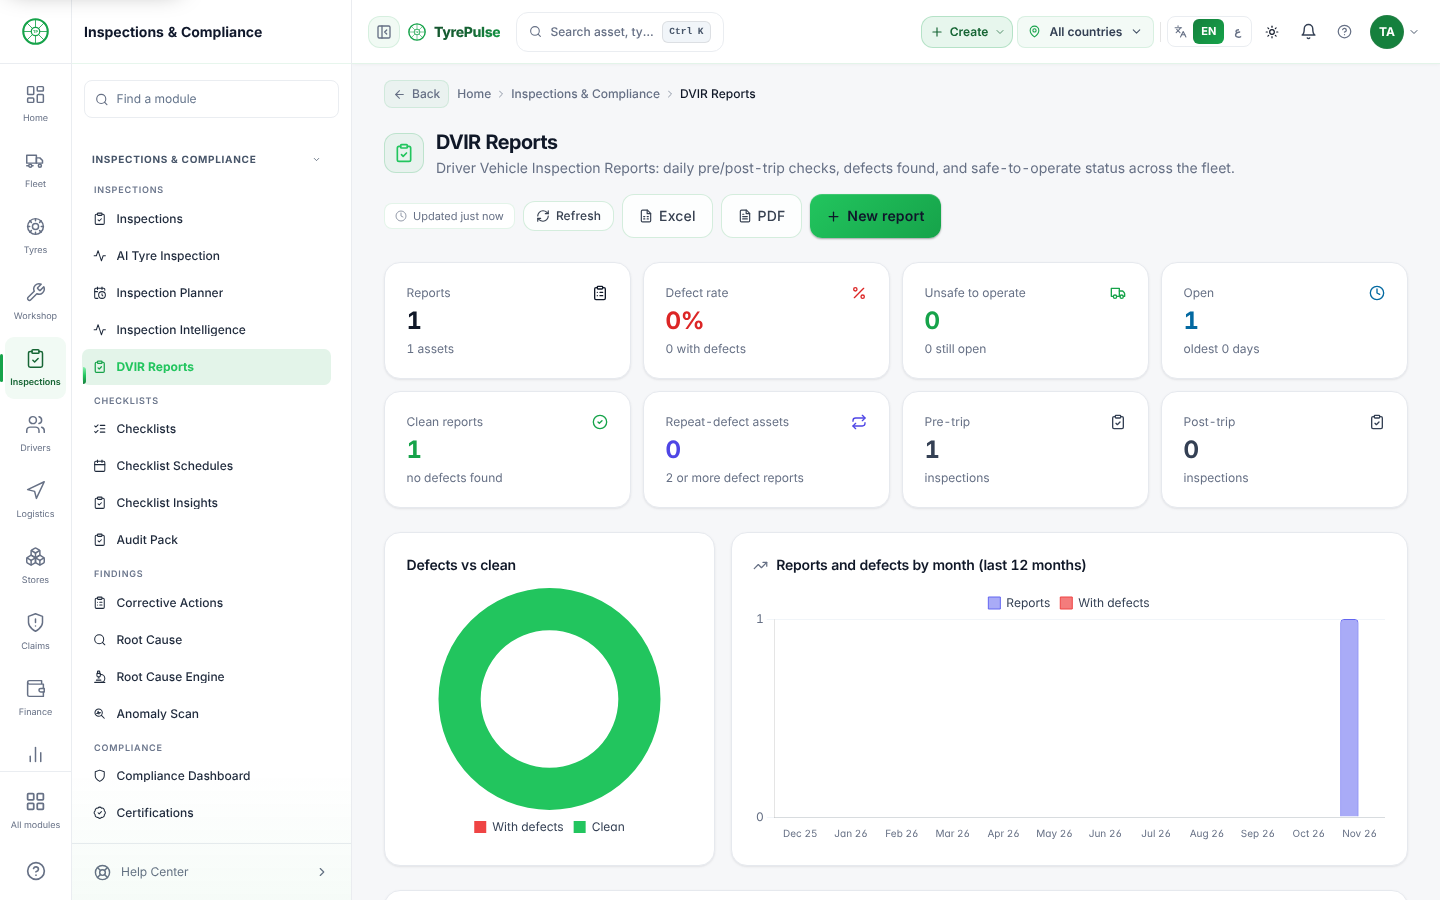 Inspections & Compliance
TyrePulse
Search asset, ty...
Ctrl K
Create
All countries
EN
ع
TA
Home
Fleet
Tyres
Workshop
Inspections
Drivers
Logistics
Stores
Claims
Finance
All modules
Find a module
INSPECTIONS & COMPLIANCE
INSPECTIONS
Inspections
AI Tyre Inspection
Inspection Planner
Inspection Intelligence
DVIR Reports
CHECKLISTS
Checklists
Checklist Schedules
Checklist Insights
Audit Pack
FINDINGS
Corrective Actions
Root Cause
Root Cause Engine
Anomaly Scan
COMPLIANCE
Compliance Dashboard
Certifications
Help Center
Back
Home
Inspections & Compliance
DVIR Reports
DVIR Reports
Driver Vehicle Inspection Reports: daily pre/post-trip checks, defects found, and safe-to-operate status across the fleet.
Updated just now
Refresh
Excel
PDF
New report
Reports
1
1 assets
Defect rate
0%
0 with defects
Unsafe to operate
0
0 still open
Open
1
oldest 0 days
Clean reports
1
no defects found
Repeat-defect assets
0
2 or more defect reports
Pre-trip
1
inspections
Post-trip
0
inspections
Defects vs clean
With defects
Clean
Reports and defects by month (last 12 months)
Reports
With defects
1
0
Dec 25
Jan 26
Feb 26
Mar 26
Apr 26
May 26
Jun 26
Jul 26
Aug 26
Sep 26
Oct 26
Nov 26